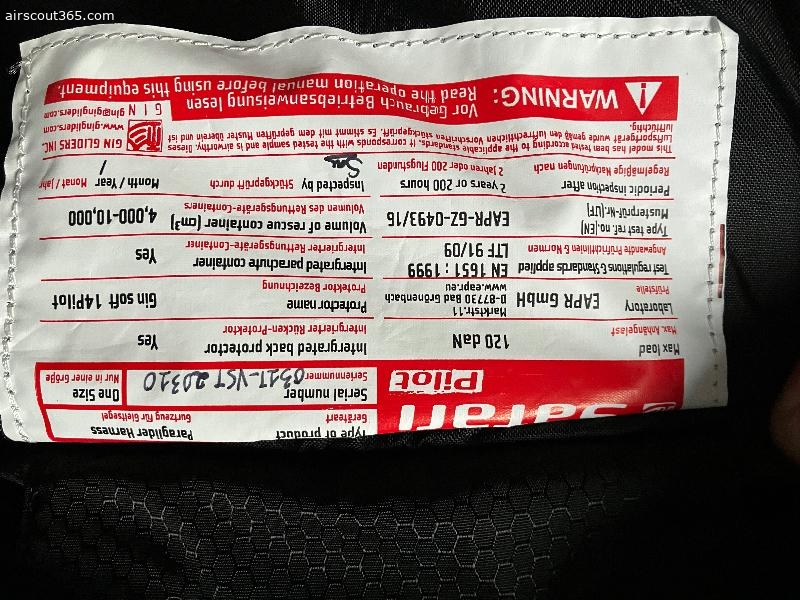 airscout365.com
Safari
Pilot
Type of product
Geräteart
Paraglider Harness
Gurtzeug für Gleitsegel
Serial number
Seriennummer
One Size
Nur in einer Größe
Max load
Max. Anhängelast
120 daN
Laboratory
Prüfstelle
EAPR GmbH
Marktstr.11
D-87730 Bad Grönenbach
www.eapr.eu
Test regulations & Standards applied
Angewandte Prüfrichtlinien & Normen
EN 1651 : 1999
LTF 91/09
Type test ref. no.,(EN)
Musterprüf-Nr.(LTF)
EAPR-GZ-0493/16
Periodic inspection after
Regelmäßige Nachprüfungen nach
2 years or 200 hours
2 Jahren oder 200 Flugstunden
Intergrated back protector
Intergrierter Rücken-Protektor
Yes
Protector name
Protektor Bezeichnung
Gin soft 14Pilot
Intergrated parachute container
Intergrierter Rettungsgeräte-Container
Yes
Volume of rescue container (cm³)
Volumen des Rettungsgeräte-Containers
4,000-10,000
Inspected by
Stückgeprüft durch
Month / Year
Monat / Jahr
/
This model has been tested according to the applicable standards. It corresponds with the tested sample and is airworthy. Dieses
Luftsportgerät wurde gemäß den luftrechtlichen Vorschriften stückgeprüft. Es stimmt mit dem geprüften Muster überein und ist
lufttüchtig.
GIN GLIDERS INC.
www.gingliders.com
GIN
gin@gingliders.com
WARNING:
Vor Gebrauch Betriebsanweisung lesen
Read the operation manual before using this equipment.